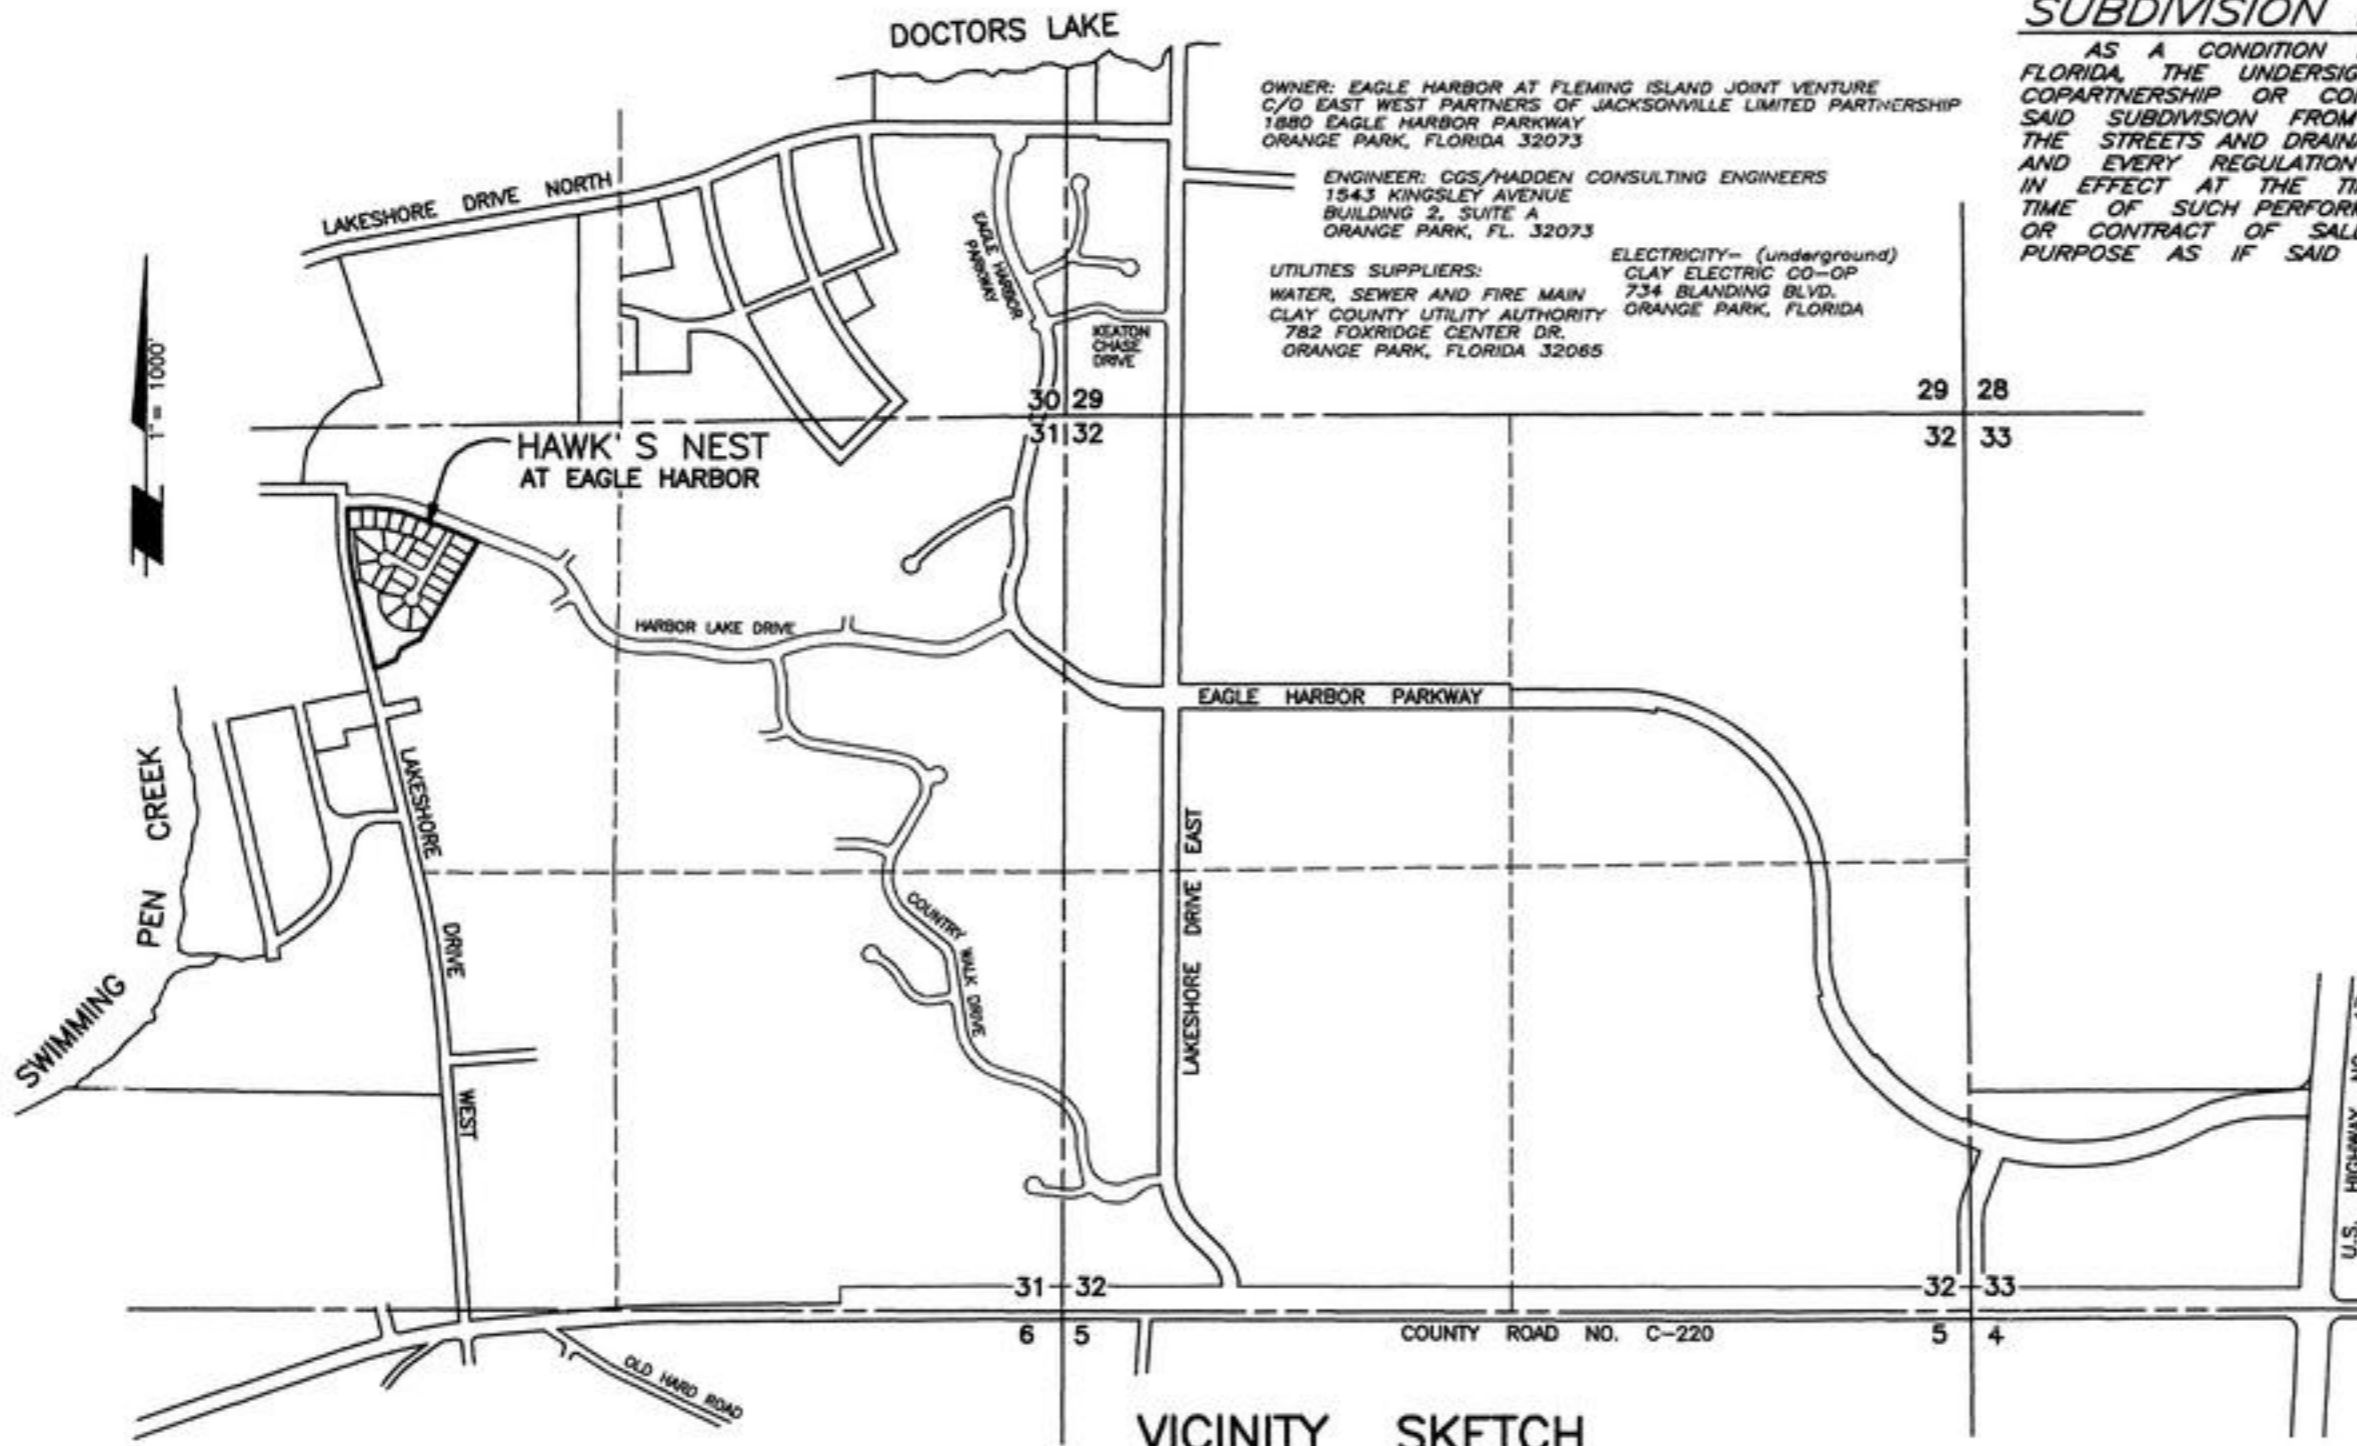 DOCTORS LAKE
SUBDIVISION
AS A CONDITION
FLORIDA, THE
COPARTNERSHIP OR
SAID SUBDIVISION FROM
THE STREETS AND
AND EVERY REGULATION
IN EFFECT AT THE
TIME OF SUCH
OR CONTRACT OF
PURPOSE AS IF SAID
OWNER: EAGLE HARBOR AT FLEMING ISLAND JOINT VENTURE
C/O EAST WEST PARTNERS OF JACKSONVILLE LIMITED PARTNERSHIP
1880 EAGLE HARBOR PARKWAY
ORANGE PARK, FLORIDA 32073
ENGINEER: CGS/HADDEN CONSULTING ENGINEERS
1543 KINGSLEY AVENUE
BUILDING 2, SUITE A
ORANGE PARK, FL. 32073
UTILITIES SUPPLIERS:
WATER, SEWER AND FIRE MAIN
CLAY COUNTY UTILITY AUTHORITY
782 FOXRIDGE CENTER DR.
ORANGE PARK, FLORIDA 32065
ELECTRICITY- (underground)
CLAY ELECTRIC CO-OP
734 BLANDING BLVD.
ORANGE PARK, FLORIDA
LAKESHORE DRIVE NORTH
EAGLE HARBOR
PARKWAY
KEATON
CHASE
DRIVE
1" = 1000'
30 29
31 32
29 28
32 33
HAWK'S NEST
AT EAGLE HARBOR
HARBOR LAKE DRIVE
EAGLE HARBOR PARKWAY
SWIMMING PEN CREEK
LAKESHORE DRIVE WEST
COUNTRY WALK DRIVE
LAKESHORE DRIVE EAST
U.S. HIGHWAY NO.
31 32
6 5
32 33
5 4
COUNTY ROAD NO. C-220
OLD HARD ROAD
VICINITY SKETCH